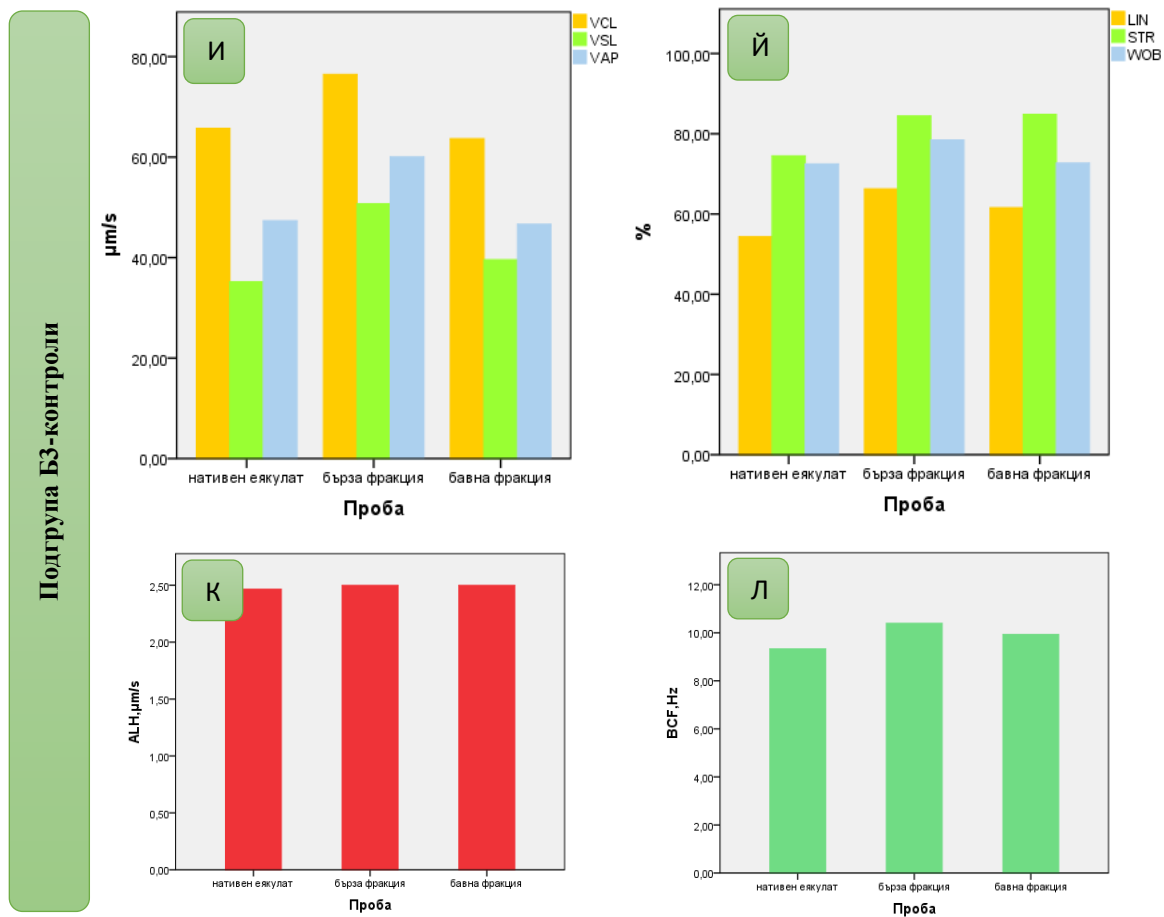 Подгрупа Б3-контроли
И
VCL
VSL
VAP
80,00
60,00
40,00
20,00
0,00
µm/s
нативен еякулат бърза фракция бавна фракция
Проба
Й
LIN
STR
WOB
100,00
80,00
60,00
40,00
20,00
0,00
%
нативен еякулат бърза фракция бавна фракция
Проба
К
2,50
2,00
1,50
1,00
0,50
0,00
ALH,µm/s
нативен еякулат бърза фракция бавна фракция
Проба
Л
12,00
10,00
8,00
6,00
4,00
2,00
0,00
BCF,Hz
нативен еякулат бърза фракция бавна фракция
Проба